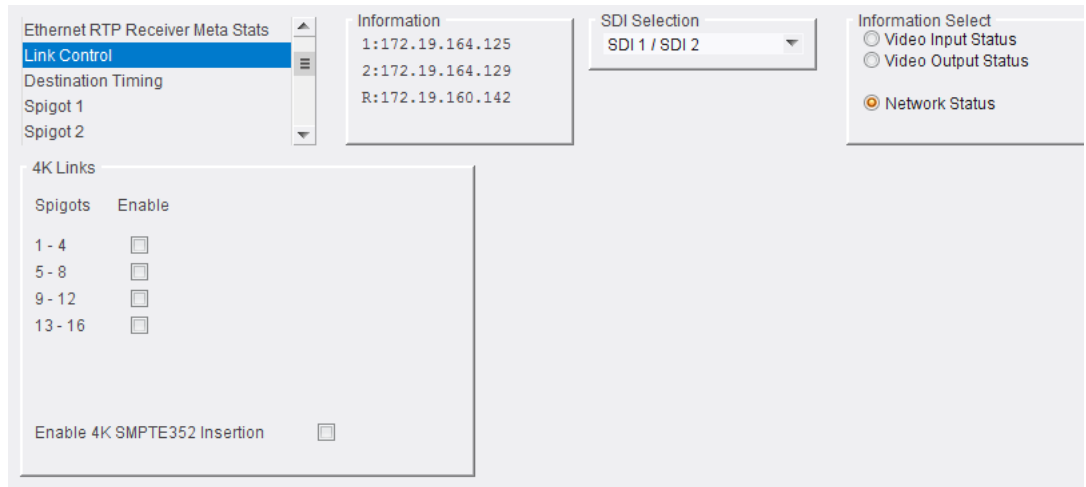 Ethernet RTP Receiver Meta Stats
Link Control
Destination Timing
Spigot 1
Spigot 2
Information
1:172.19.164.125
2:172.19.164.129
R:172.19.160.142
SDI Selection
SDI 1 / SDI 2
Information Select
Video Input Status
Video Output Status
Network Status
4K Links
Spigots Enable
1 - 4
5 - 8
9 - 12
13 - 16
Enable 4K SMPTE352 Insertion